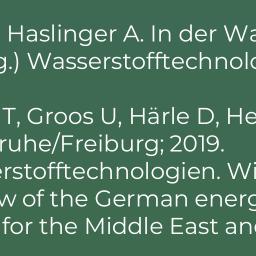 Haslinger A. In der Wa
g.) Wasserstofftechnolo
T, Groos U, Härle D, He
ruhe/Freiburg; 2019.
erstofftechnologien. Wi
w of the German energ
for the Middle East an